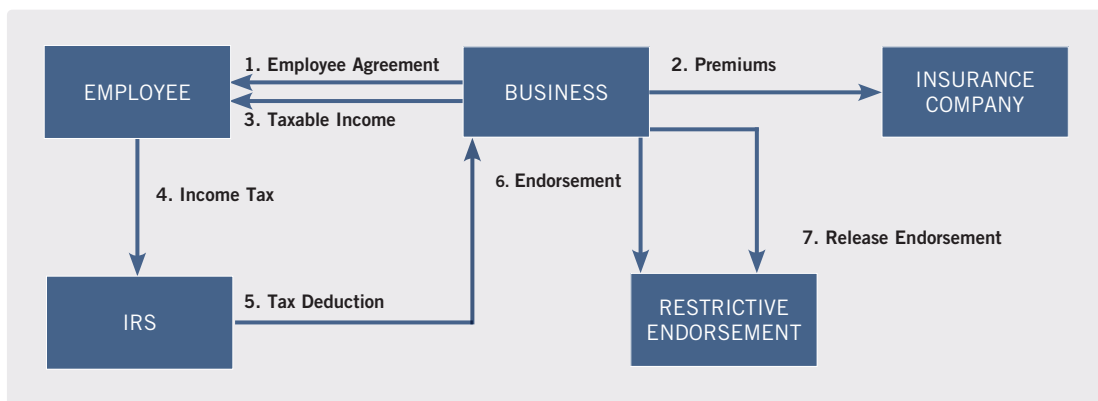 1. Employee Agreement
2. Premiums
EMPLOYEE
BUSINESS
INSURANCE
COMPANY
3. Taxable Income
4. Income Tax
6. Endorsement
7. Release Endorsement
IRS
5. Tax Deduction
RESTRICTIVE
ENDORSEMENT